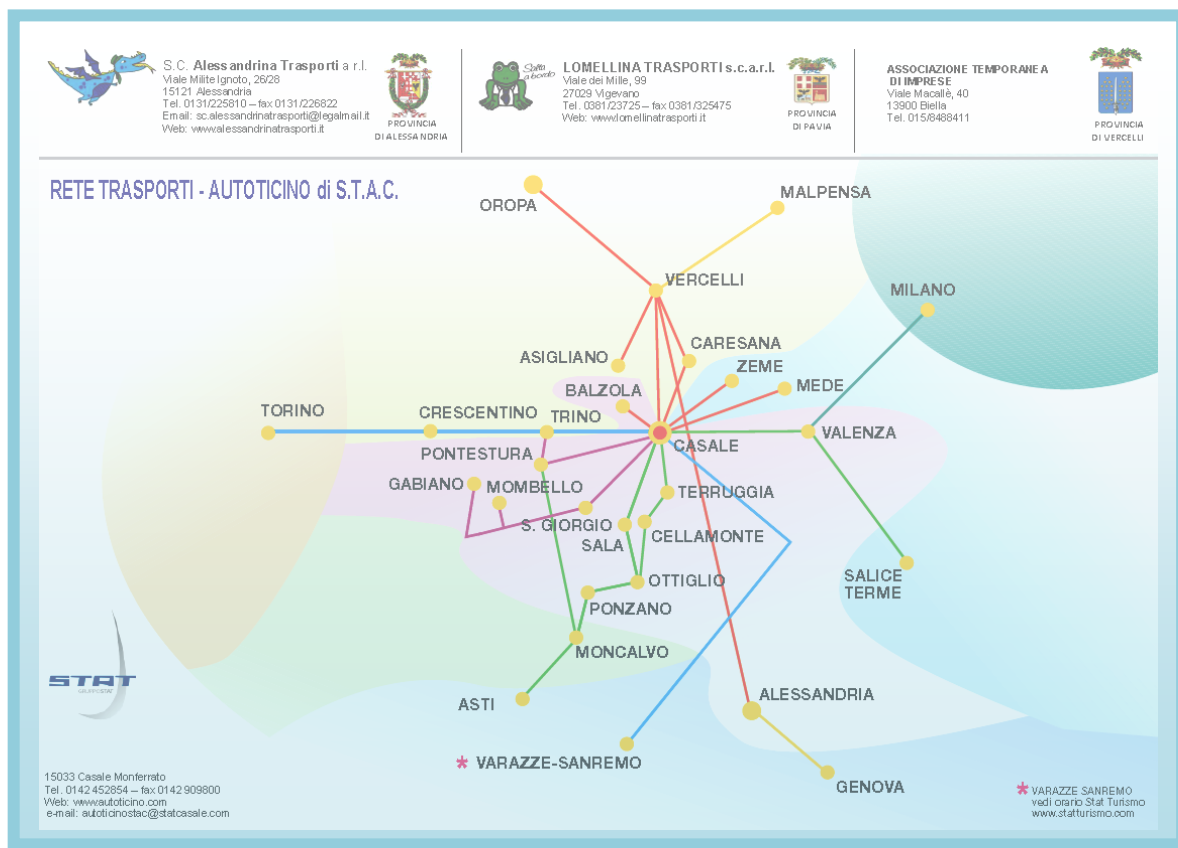 S.C. Alessandrina Trasporti a r.l.
Viale Milite Ignoto, 26/28
15121 Alessandria
Tel. 0131/225810 – fax 0131/226822
Email: sc.alessandrinatrasporti@legalmail.it
Web: www.alessandrinatrasporti.it
PROVINCIA
DI ALESSANDRIA
Salta
a bordo
LOMELLINA TRASPORTI s.c.a.r.l.
Viale dei Mille, 99
27029 Vigevano
Tel. 0381/23725 – fax 0381/325475
Web: www.lomellinatrasporti.it
PROVINCIA
DI PAVIA
ASSOCIAZIONE TEMPORANEA
DI IMPRESE
Viale Macallè, 40
13900 Biella
Tel. 015/8488411
PROVINCIA
DI VERCELLI
RETE TRASPORTI - AUTOTICINO di S.T.A.C.
OROPA
MALPENSA
VERCELLI
MILANO
ASIGLIANO
CARESANA
ZEME
BALZOLA
MEDE
TORINO
CRESCENTINO
TRINO
CASALE
VALENZA
PONTESTURA
GABIANO
MOMBELLO
TERRUGGIA
S. GIORGIO
SALA
CELLAMONTE
OTTIGLIO
SALICE
TERME
PONZANO
MONCALVO
STAT
GRUPPO STAT
ASTI
ALESSANDRIA
* VARAZZE-SANREMO
GENOVA
15033 Casale Monferrato
Tel. 0142 452854 – fax 0142 909800
Web: www.autoticino.com
e-mail: autoticinostac@statcasale.com
* VARAZZE SANREMO
vedi orario Stat Turismo
www.statturismo.com